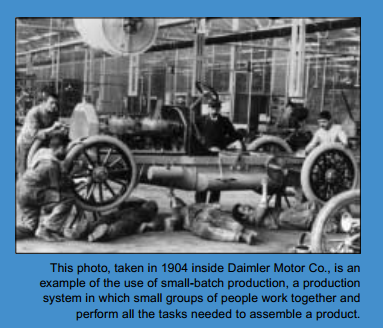 This photo, taken in 1904 inside Daimler Motor Co., is an
example of the use of small-batch production, a production
system in which small groups of people work together and
perform all the tasks needed to assemble a product.